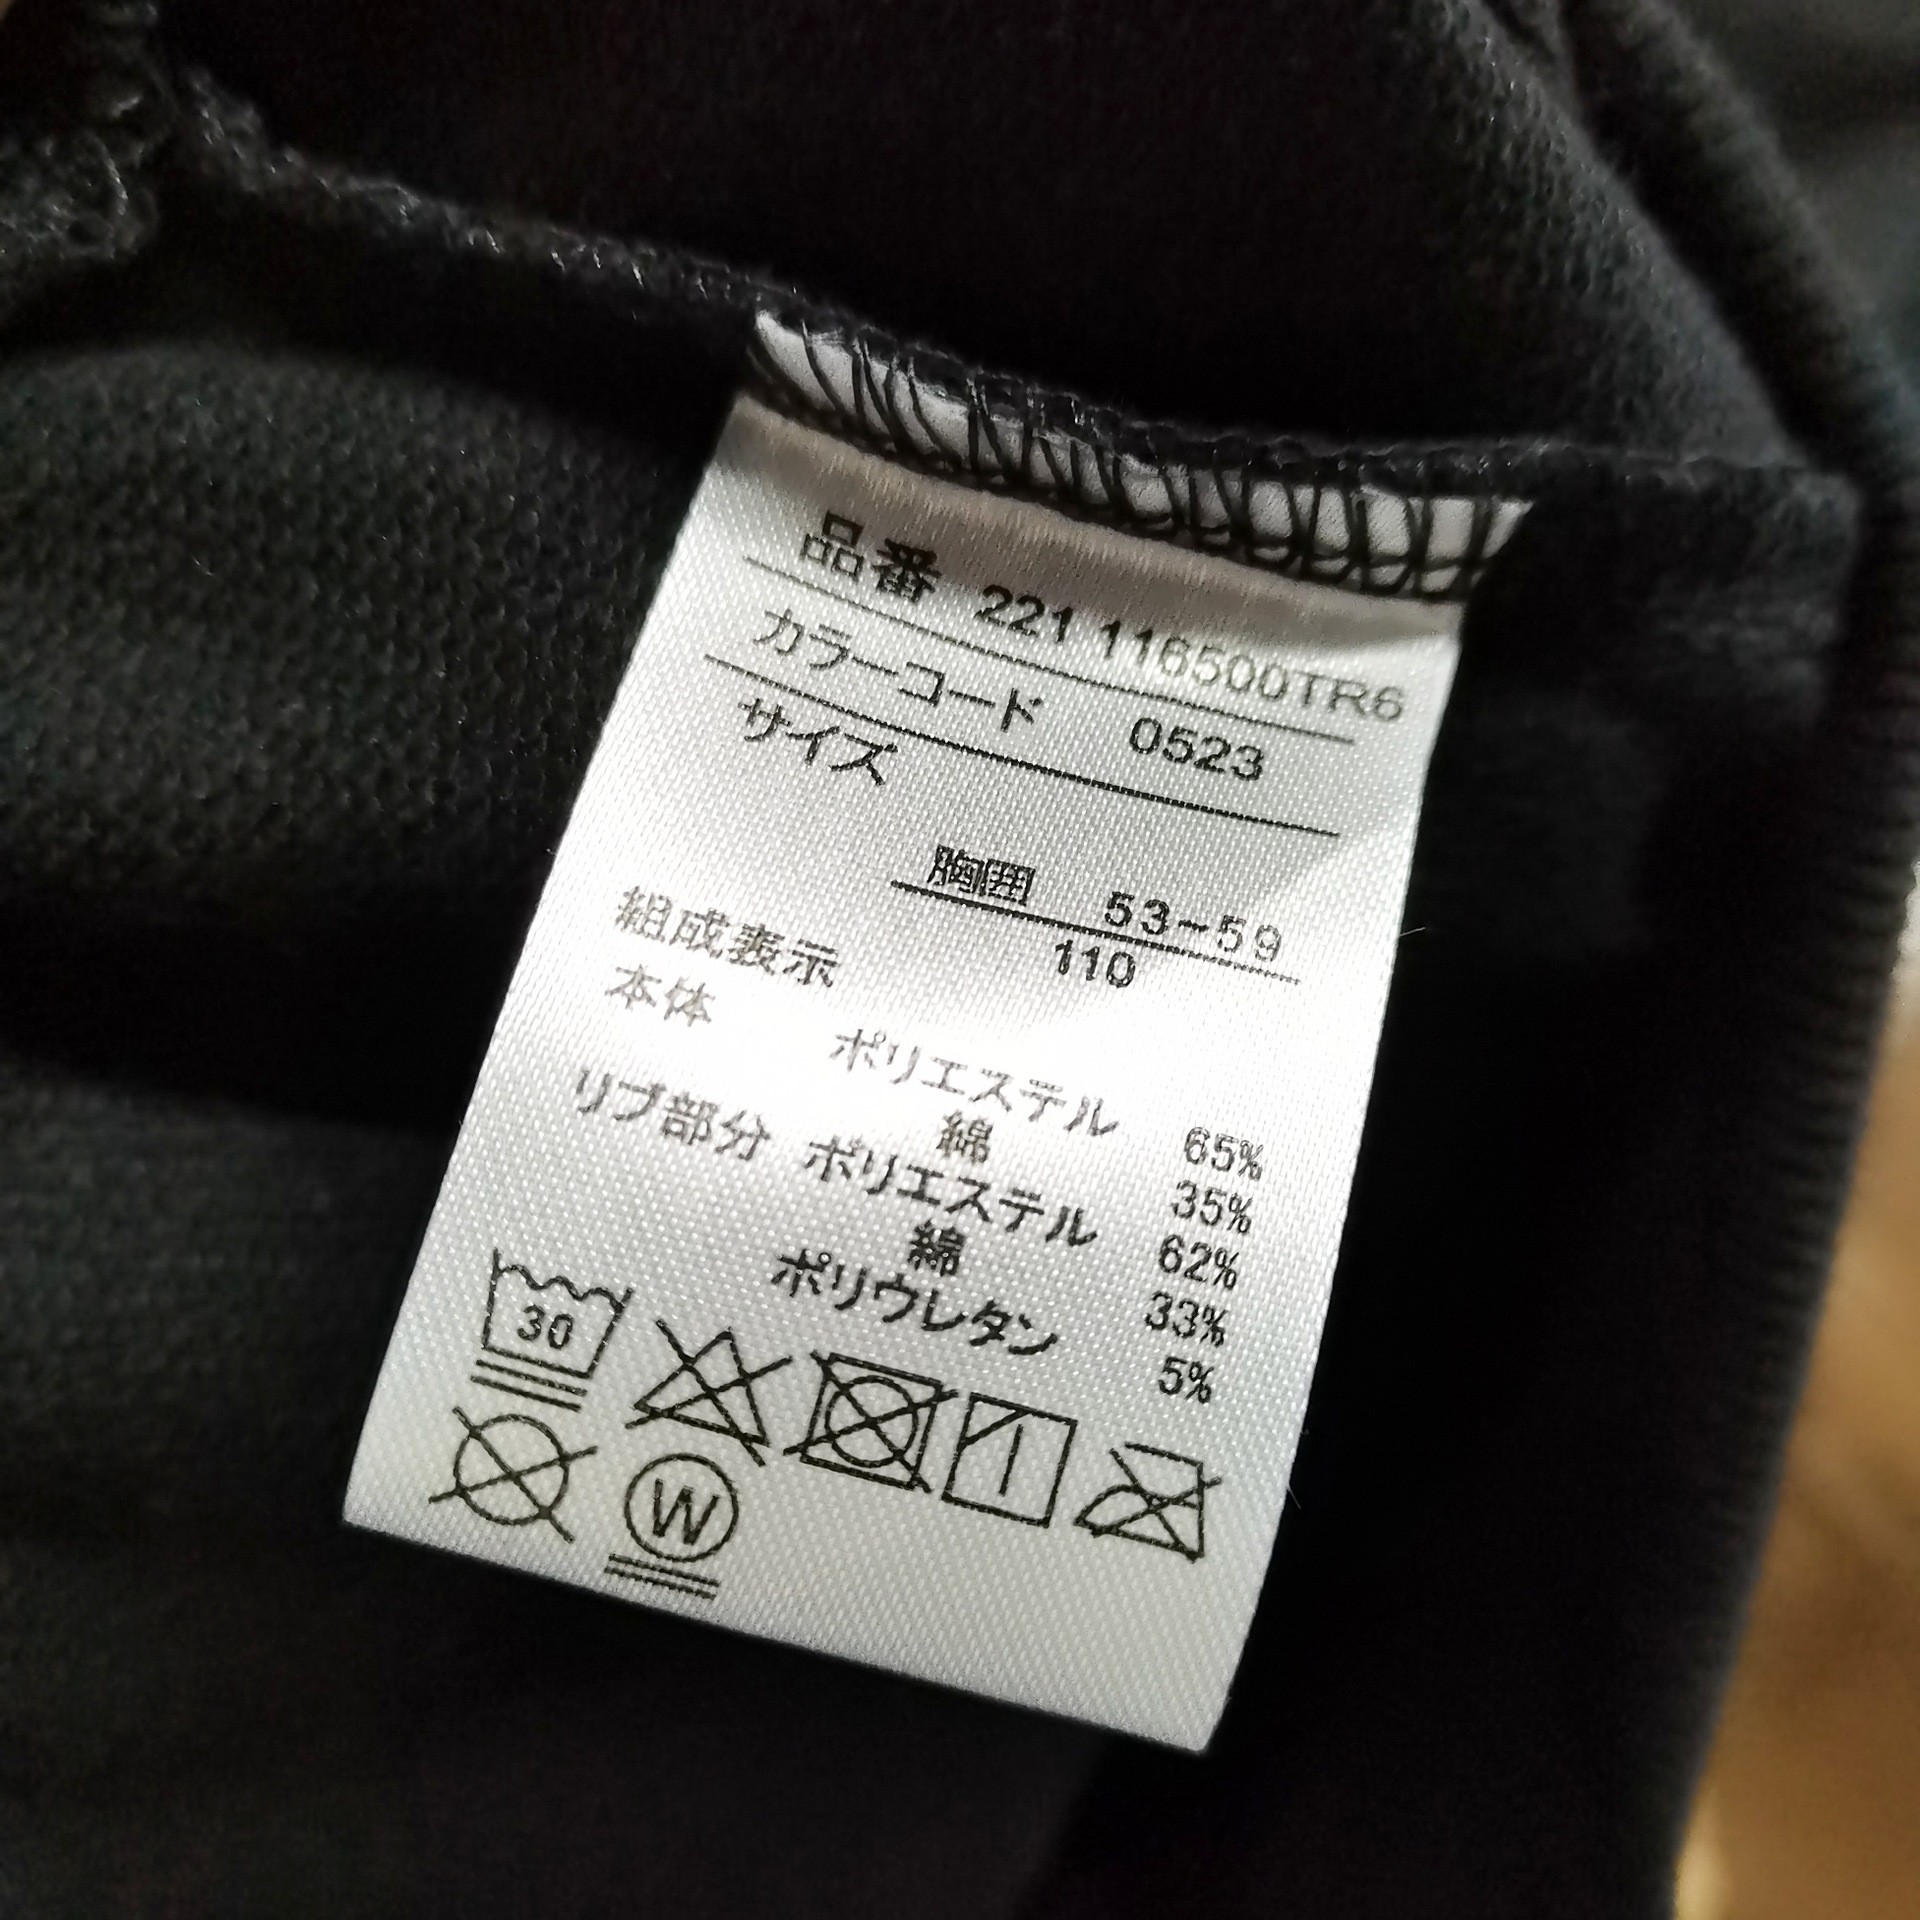 品番 221 116500TR6
カラーコード 0523
サイズ
胸囲 53~59
110
組成表示
本体 ポリエステル 65%
綿 35%
リブ部分 ポリエステル 62%
綿 33%
ポリウレタン 5%
30
W